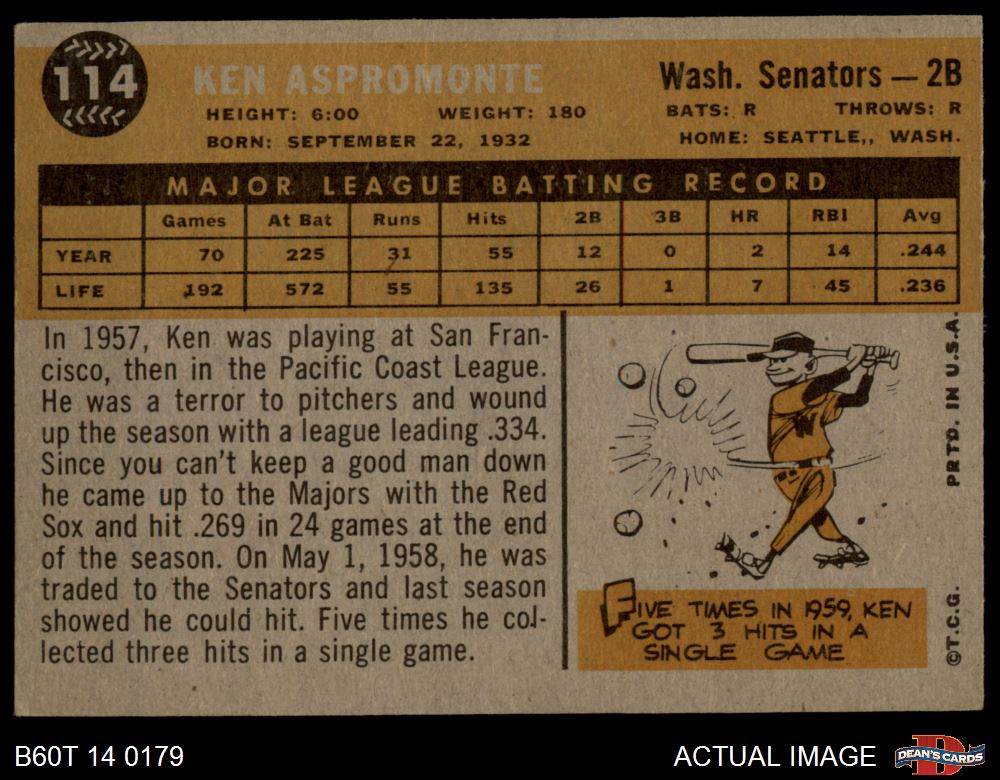 114
KEN ASPROMONTE
Wash. Senators — 2B
HEIGHT: 6:00 WEIGHT: 180 BATS: R THROWS: R
BORN: SEPTEMBER 22, 1932 HOME: SEATTLE,, WASH.
MAJOR LEAGUE BATTING RECORD
Games At Bat Runs Hits 2B 3B HR RBI Avg
YEAR 70 225 31 55 12 0 2 14 .244
LIFE 192 572 55 135 26 1 7 45 .236
In 1957, Ken was playing at San Fran-
cisco, then in the Pacific Coast League.
He was a terror to pitchers and wound
up the season with a league leading .334.
Since you can't keep a good man down
he came up to the Majors with the Red
Sox and hit .269 in 24 games at the end
of the season. On May 1, 1958, he was
traded to the Senators and last season
showed he could hit. Five times he col-
lected three hits in a single game.
W
FIVE TIMES IN 1959, KEN
GOT 3 HITS IN A
SINGLE GAME
©T.C.G. PRTD. IN U.S.A.
B60T 14 0179
ACTUAL IMAGE
D
DEAN'S CARDS